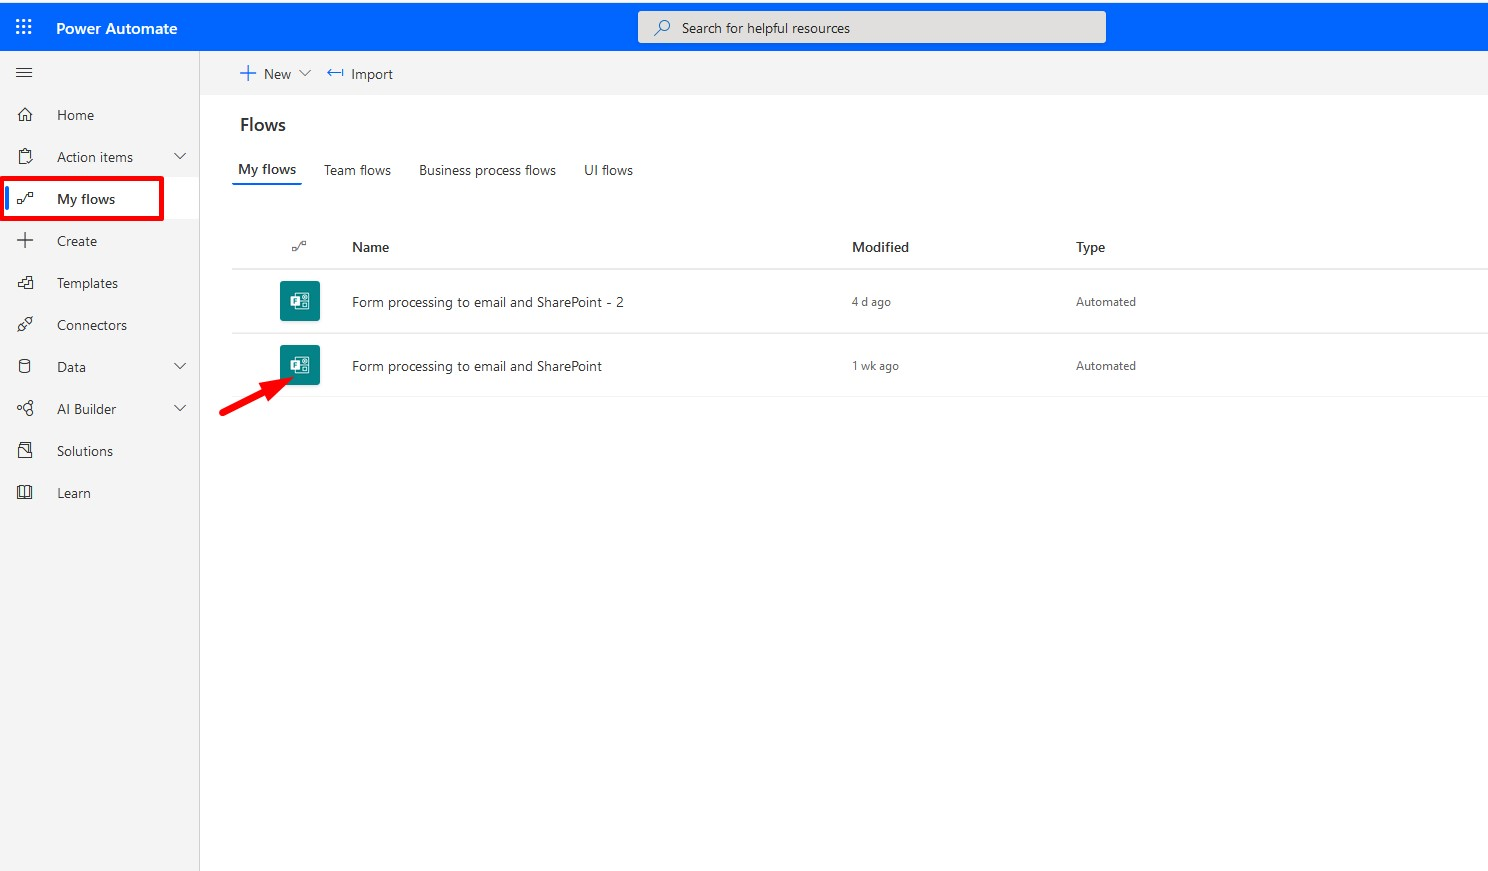 Power Automate
Search for helpful resources
New
Import
Home
Action items
My flows
Create
Templates
Connectors
Data
AI Builder
Solutions
Learn
Flows
My flows Team flows Business process flows UI flows
Name Modified Type
Form processing to email and SharePoint - 2 4 d ago Automated
Form processing to email and SharePoint 1 wk ago Automated